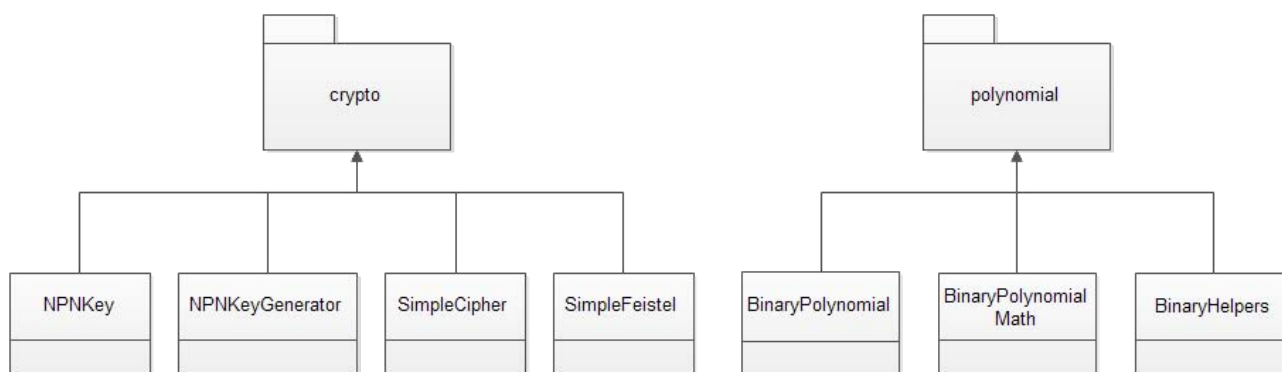 crypto
polynomial
NPNKey
NPNKeyGenerator
SimpleCipher
SimpleFeistel
BinaryPolynomial
BinaryPolynomial
Math
BinaryHelpers